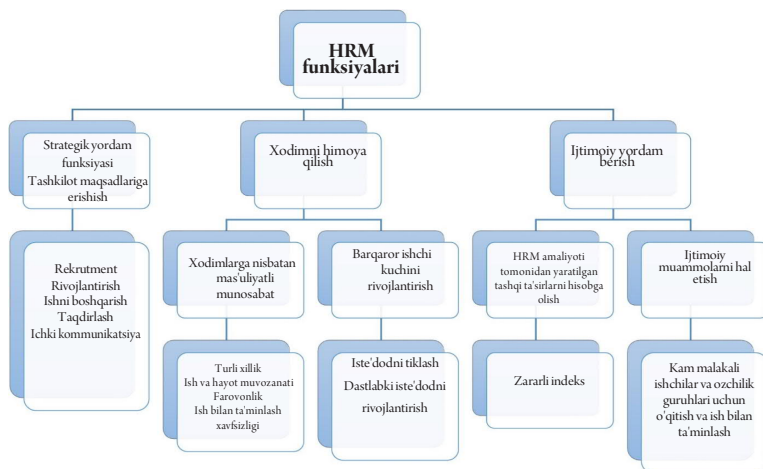 HRM
funksiyalari
Strategik yordam
funksiyasi
Tashkilot maqsadlariga
erishish
Xodimni himoya
qilish
Ijtimoiy yordam
berish
Rekrutment
Rivojlantirish
Ishni boshqarish
Taqdirlash
Ichki kommunikatsiya
Xodimlarga nisbatan
mas'uliyatli
munosabat
Barqaror ishchi
kuchini
rivojlantirish
HRM amaliyoti
tomonidan yaratilgan
tashqi ta'sirlarni hisobga
olish
Ijtimoiy
muammolarni hal
etish
Turli xillik
Ish va hayot muvozanati
Farovonlik
Ish bilan ta'minlash
xavfsizligi
Iste'dodni tiklash
Dastlabki iste'dodni
rivojlantirish
Zararli indeks
Kam malakali
ishchilar va ozchilik
guruhlari uchun
o'qitish va ish bilan
ta'minlash